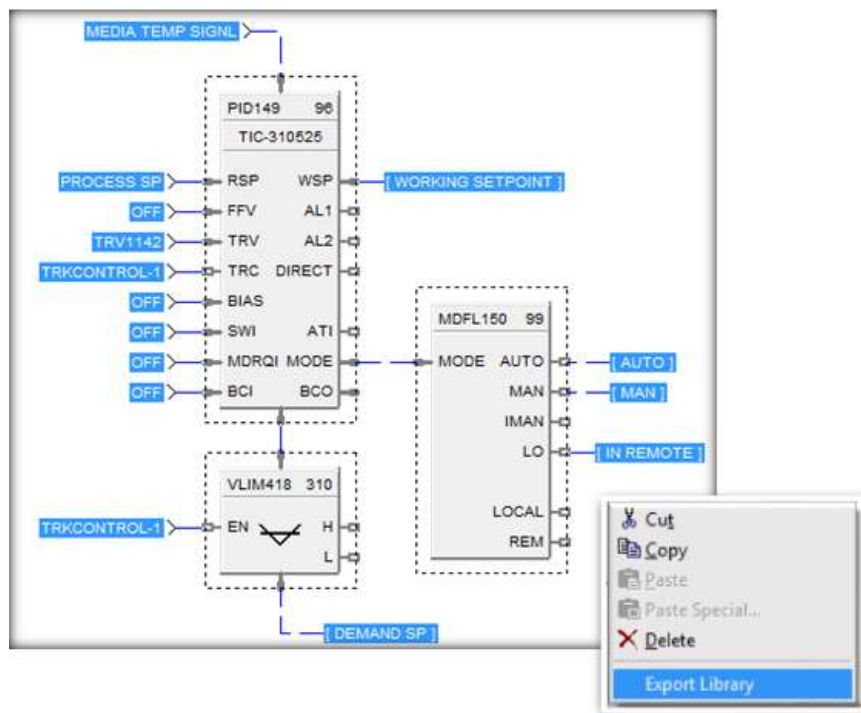 MEDIA TEMP SIGNL
PID149 96
TIC-310525
PROCESS SP RSP WSP [ WORKING SETPOINT ]
OFF FFV AL1
TRV1142 TRV AL2
TRKCONTROL-1 TRC DIRECT
OFF BIAS
OFF SWI ATI
OFF MDRQI MODE
OFF BCI BCO
MDFL150 99
MODE AUTO [ AUTO ]
MAN [ MAN ]
IMAN
LO [ IN REMOTE ]
LOCAL
REM
VLIM418 310
TRKCONTROL-1 EN H
L
[ DEMAND SP ]
Cut
Copy
Paste
Paste Special...
Delete
Export Library